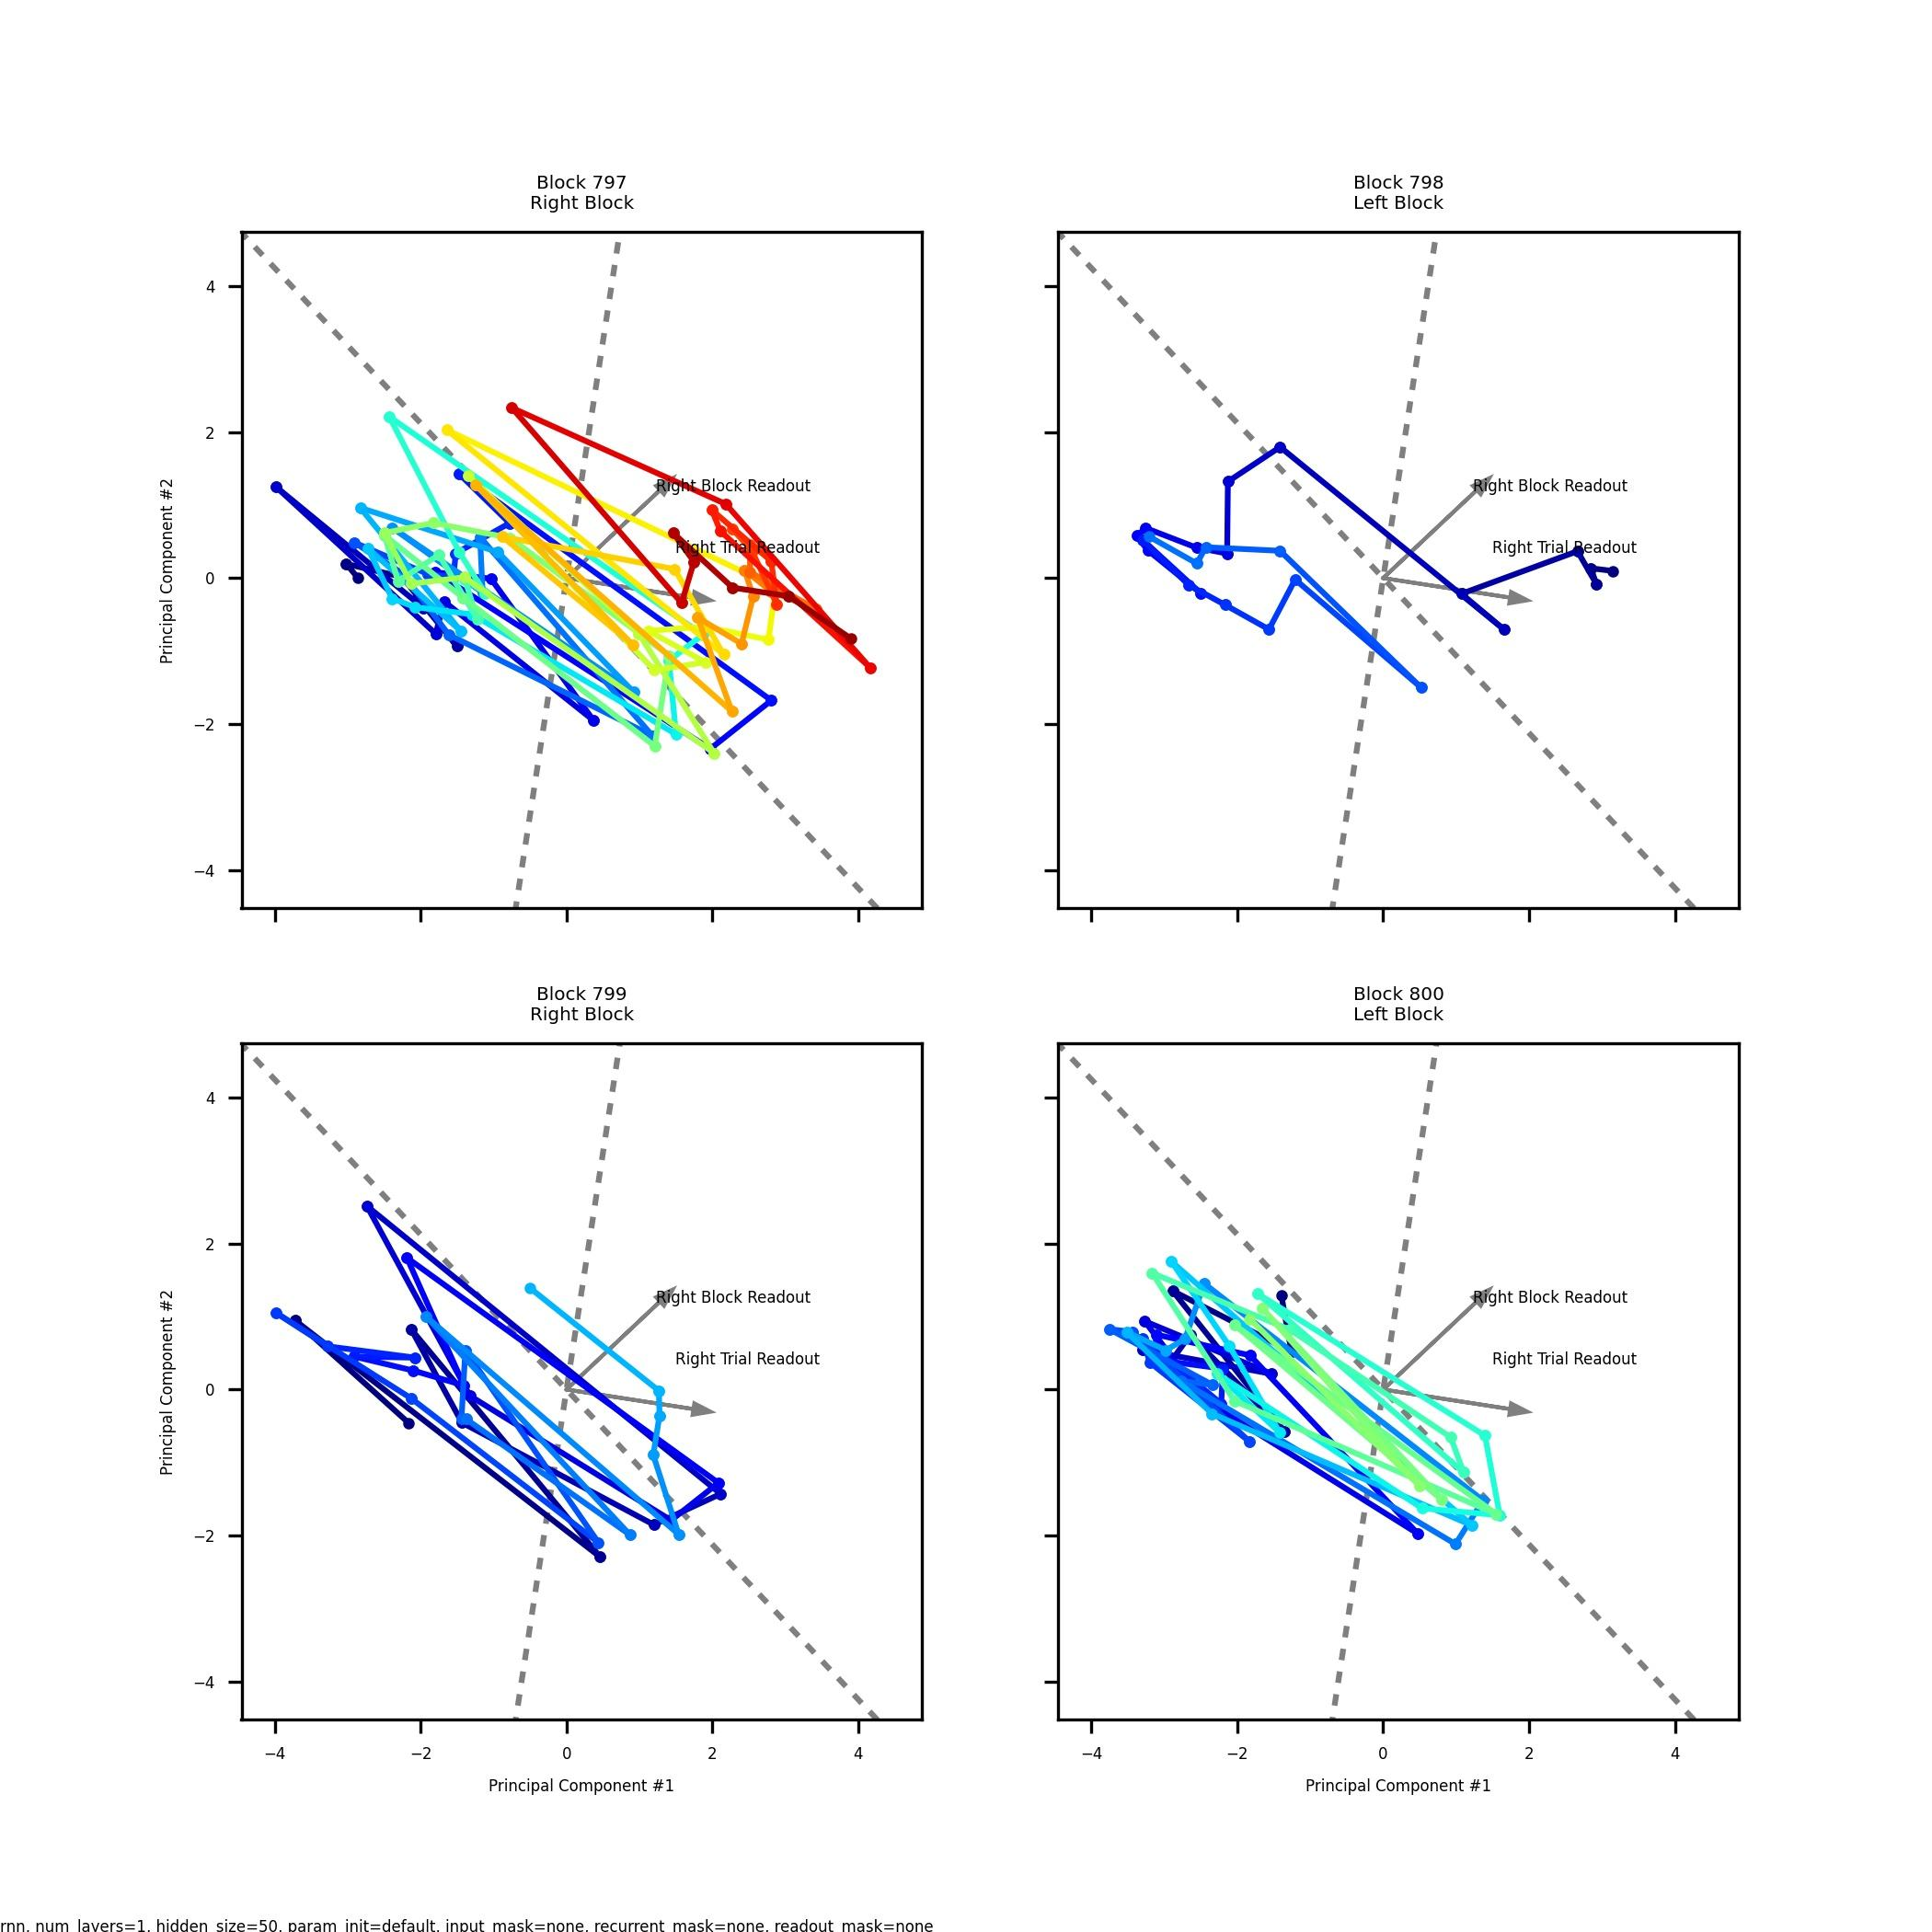 Block 797
Right Block
Block 798
Left Block
Principal Component #2
4
2
0
−2
−4
Right Block Readout
Right Trial Readout
Right Block Readout
Right Trial Readout
Block 799
Right Block
Block 800
Left Block
Principal Component #2
4
2
0
−2
−4
Right Block Readout
Right Trial Readout
Right Block Readout
Right Trial Readout
−4 −2 0 2 4
−4 −2 0 2 4
Principal Component #1
Principal Component #1
rnn, num_layers=1, hidden_size=50, param_init=default, input_mask=none, recurrent_mask=none, readout_mask=none